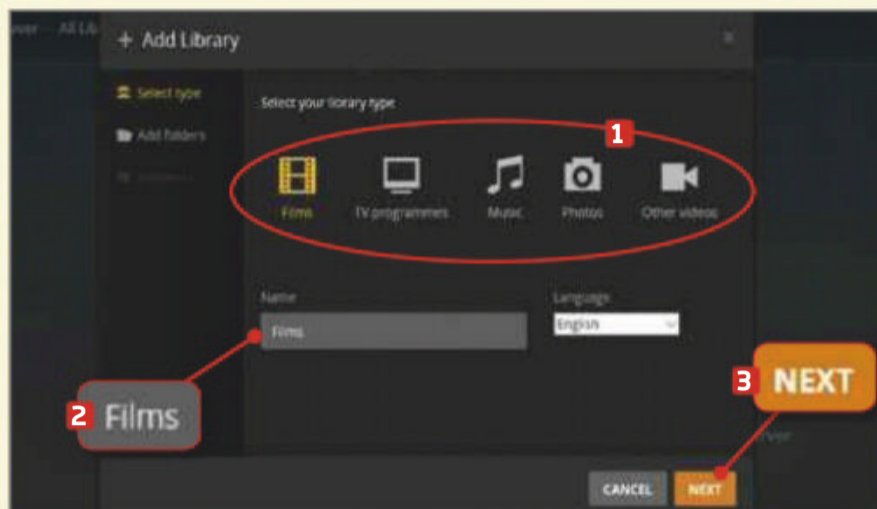 + Add Library
Select type
Select your library type
1
Add folders
Films
TV programmes
Music
Photos
Other videos
Name
Language
Films
English
3 NEXT
2 Films
CANCEL
NEXT